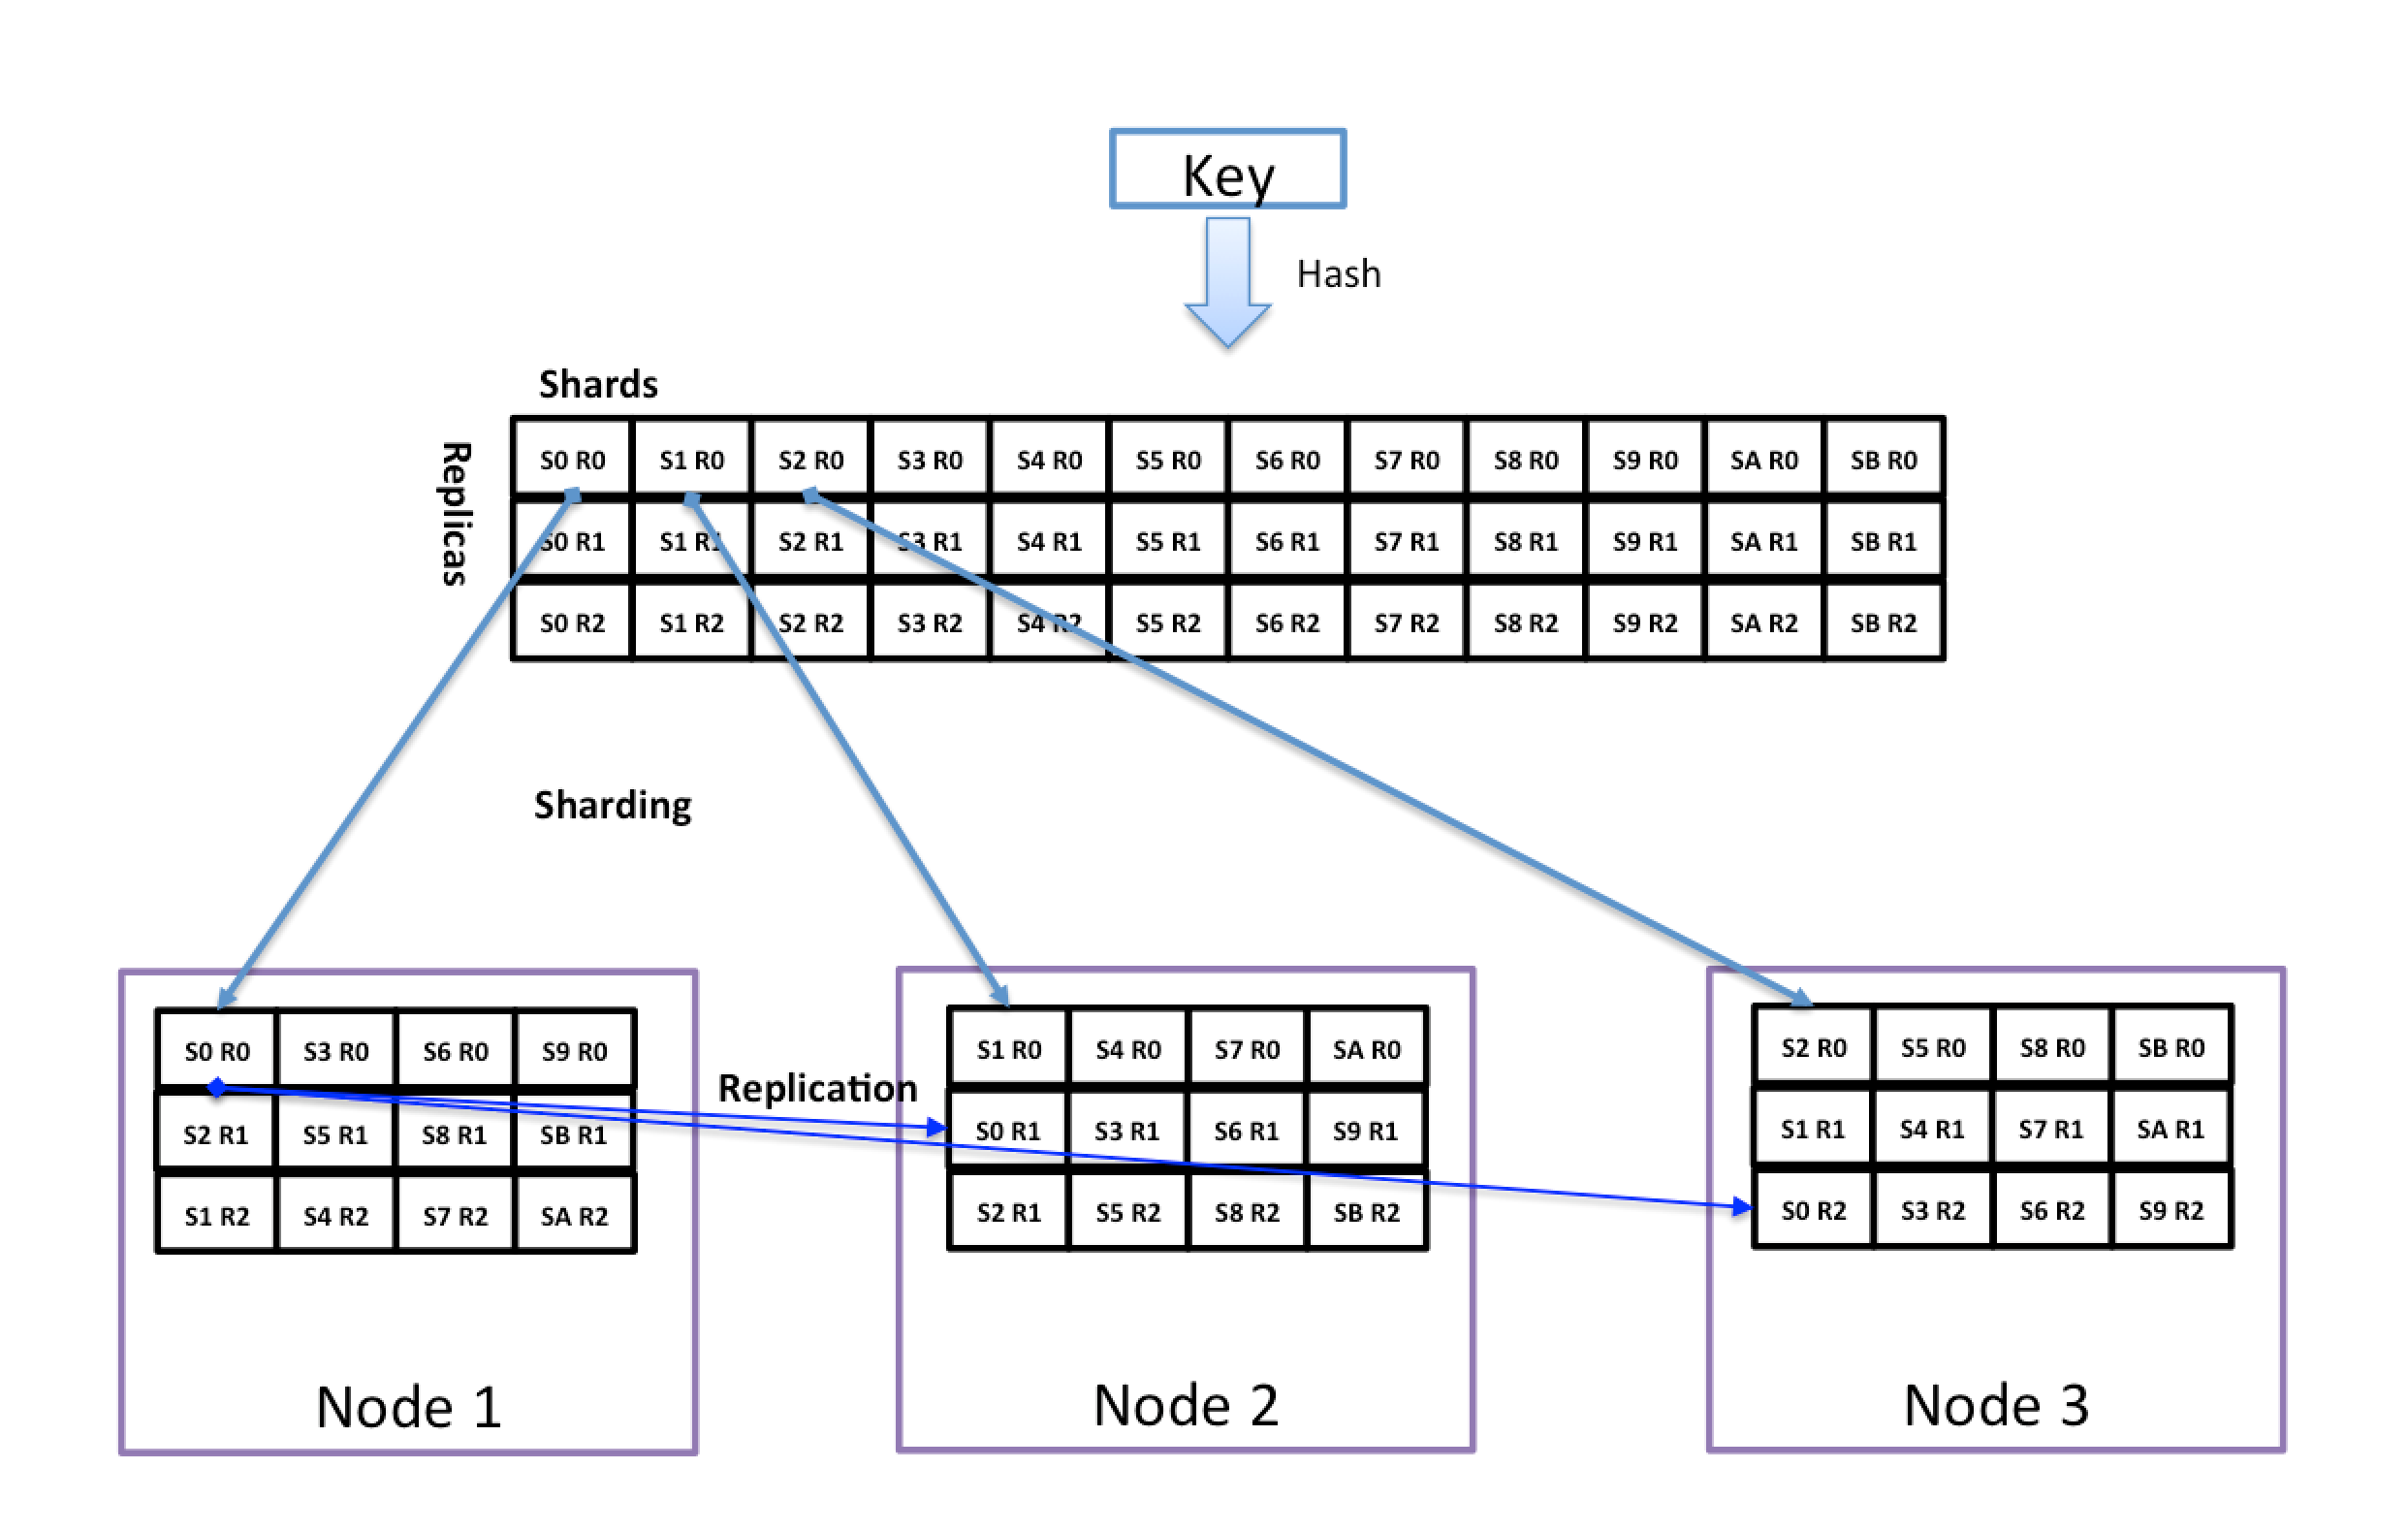 Key
Hash
Shards
Replicas
S0 R0 S1 R0 S2 R0 S3 R0 S4 R0 S5 R0 S6 R0 S7 R0 S8 R0 S9 R0 SA R0 SB R0
S0 R1 S1 R1 S2 R1 S3 R1 S4 R1 S5 R1 S6 R1 S7 R1 S8 R1 S9 R1 SA R1 SB R1
S0 R2 S1 R2 S2 R2 S3 R2 S4 R2 S5 R2 S6 R2 S7 R2 S8 R2 S9 R2 SA R2 SB R2
Sharding
S0 R0 S3 R0 S6 R0 S9 R0
S2 R1 S5 R1 S8 R1 SB R1
S1 R2 S4 R2 S7 R2 SA R2
Node 1
Replication
S1 R0 S4 R0 S7 R0 SA R0
S0 R1 S3 R1 S6 R1 S9 R1
S2 R1 S5 R2 S8 R2 SB R2
Node 2
S2 R0 S5 R0 S8 R0 SB R0
S1 R1 S4 R1 S7 R1 SA R1
S0 R2 S3 R2 S6 R2 S9 R2
Node 3